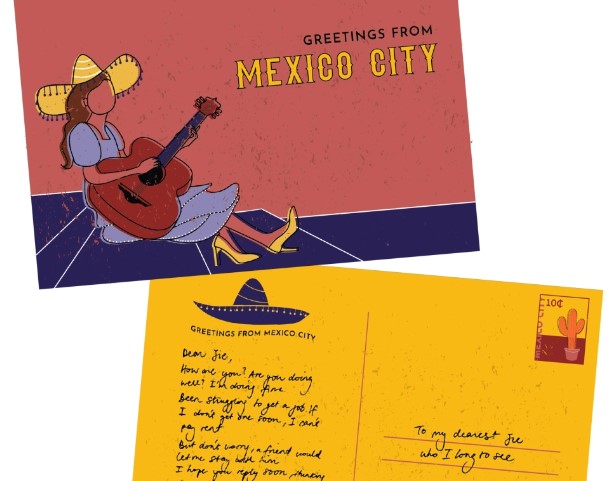 GREETINGS FROM
MEXICO CITY
GREETINGS FROM MEXICO CITY
MEXICO CITY
10¢
Dear Jie,
How are you? Are you doing
well? I'm doing fine.
Been struggling to get a job. If
I don't get one soon, I can't
pay rent
But don't worry, a friend would
let me stay with him
I hope you reply soon, thinking
To my dearest Jie
who I long to see